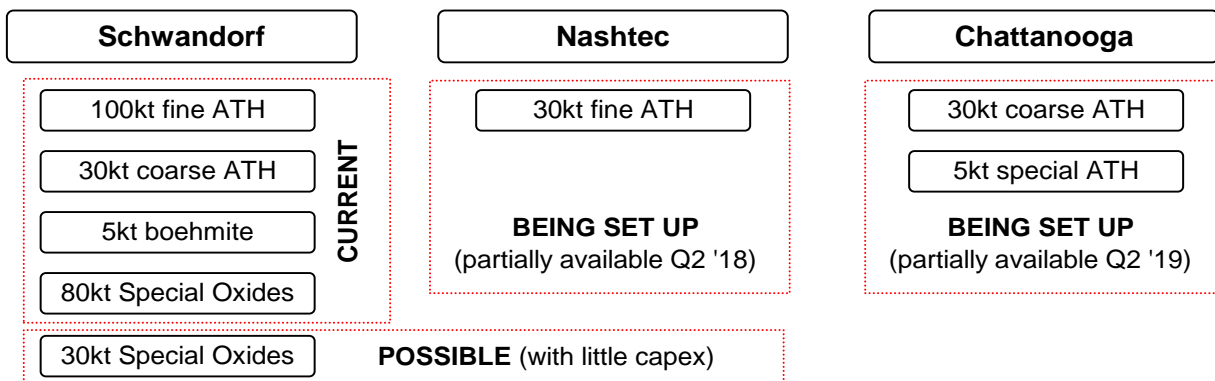 Schwandorf
100kt fine ATH
30kt coarse ATH
5kt boehmite
80kt Special Oxides
CURRENT
30kt Special Oxides
POSSIBLE (with little capex)
Nashtec
30kt fine ATH
BEING SET UP
(partially available Q2 '18)
Chattanooga
30kt coarse ATH
5kt special ATH
BEING SET UP
(partially available Q2 '19)